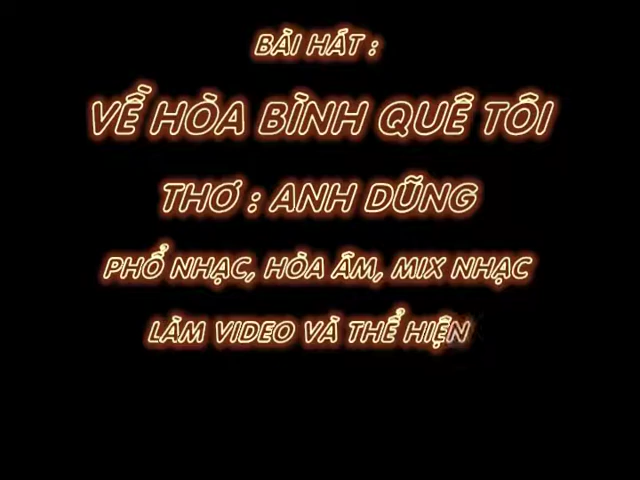 BÀI HÁT :
VỀ HÒA BÌNH QUÊ TÔI
THƠ : ANH DŨNG
PHỔ NHẠC, HÒA ÂM, MIX NHẠC
LÀM VIDEO VÀ THỂ HIỆN